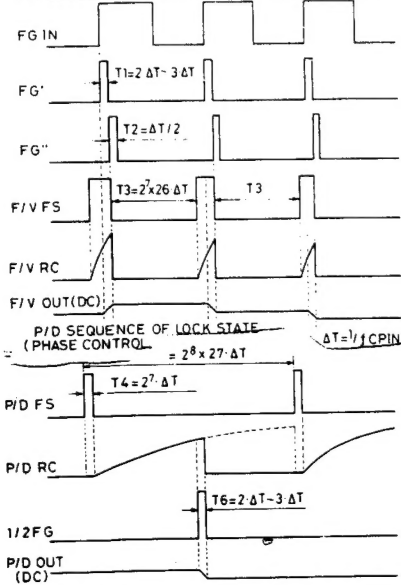 FG IN
T1=2 ΔT~3 ΔT
FG'
T2=ΔT/2
FG"
T3=2⁷×26·ΔT
T3
F/V FS
F/V RC
F/V OUT(DC)
P/D SEQUENCE OF LOCK STATE
(PHASE CONTROL
ΔT=1/fCPIN
= 2⁸ × 27·ΔT
T4=2⁷·ΔT
P/D FS
P/D RC
T6=2·ΔT~3·ΔT
1/2FG
P/D OUT
(DC)